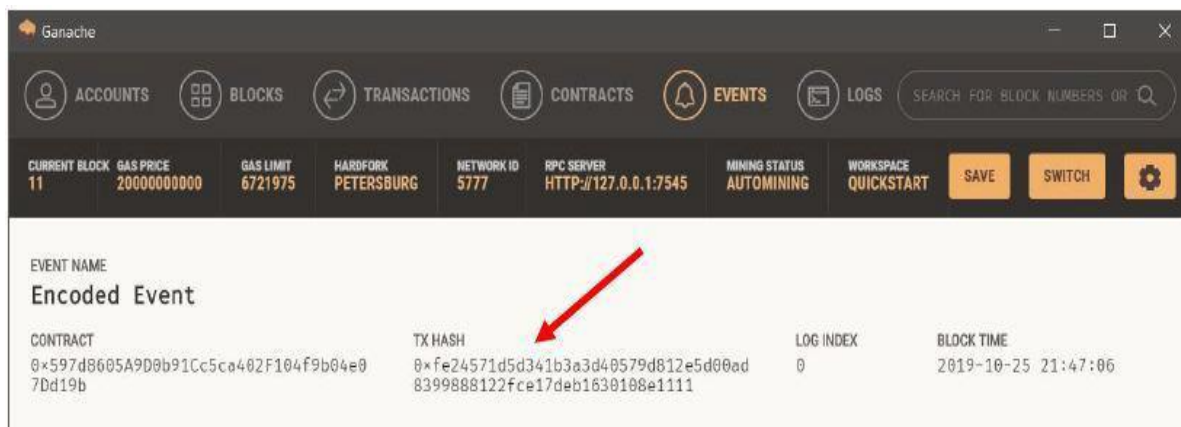 Ganache
ACCOUNTS BLOCKS TRANSACTIONS CONTRACTS EVENTS LOGS SEARCH FOR BLOCK NUMBERS OR
CURRENT BLOCK GAS PRICE GAS LIMIT HARDFORK NETWORK ID RPC SERVER MINING STATUS WORKSPACE
11 20000000000 6721975 PETERSBURG 5777 HTTP://127.0.0.1:7545 AUTOMINING QUICKSTART SAVE SWITCH
EVENT NAME
Encoded Event
CONTRACT TX HASH LOG INDEX BLOCK TIME
0×597d8605A9D0b91Cc5ca402F104f9b04e0 0×fe24571d5d341b3a3d40579d812e5d00ad 0 2019-10-25 21:47:06
7Dd19b 8399888122fce17deb1630108e1111